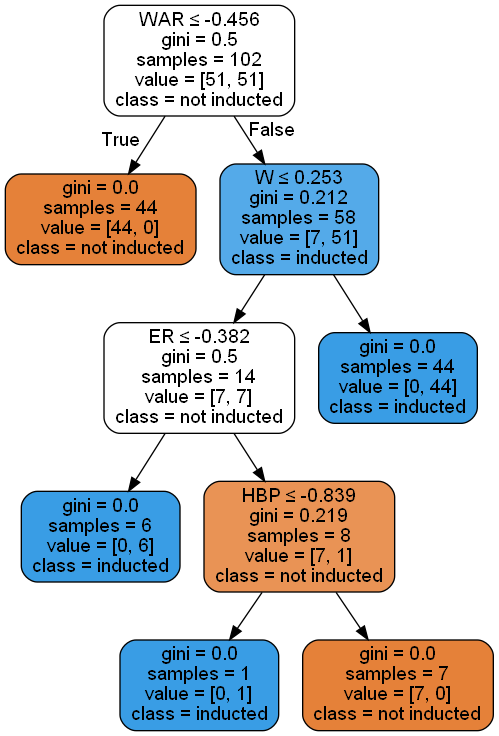 WAR ≤ -0.456
gini = 0.5
samples = 102
value = [51, 51]
class = not inducted
True
False
gini = 0.0
samples = 44
value = [44, 0]
class = not inducted
W ≤ 0.253
gini = 0.212
samples = 58
value = [7, 51]
class = inducted
ER ≤ -0.382
gini = 0.5
samples = 14
value = [7, 7]
class = not inducted
gini = 0.0
samples = 44
value = [0, 44]
class = inducted
gini = 0.0
samples = 6
value = [0, 6]
class = inducted
HBP ≤ -0.839
gini = 0.219
samples = 8
value = [7, 1]
class = not inducted
gini = 0.0
samples = 1
value = [0, 1]
class = inducted
gini = 0.0
samples = 7
value = [7, 0]
class = not inducted